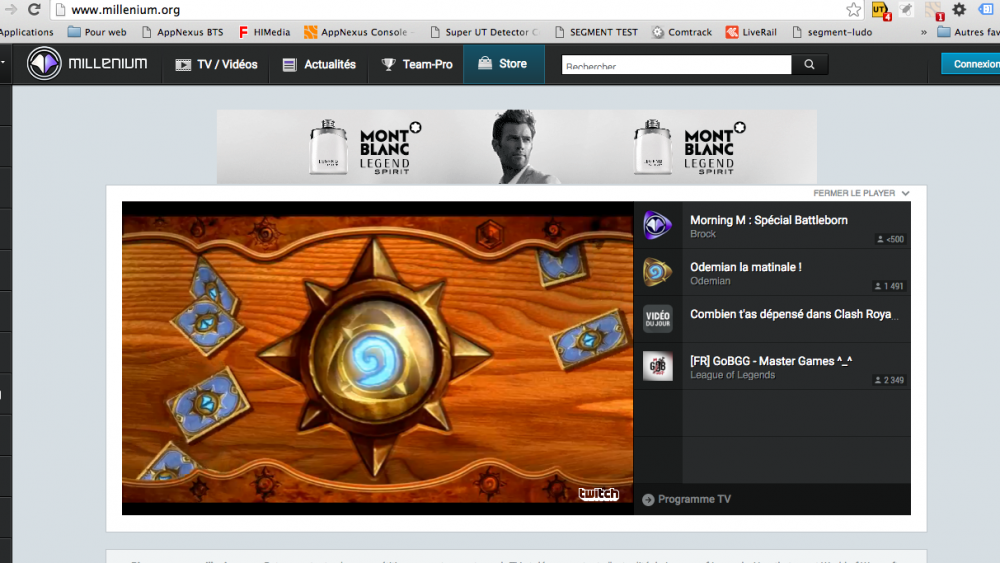 www.millenium.org
UT
4
1
Applications Pour web AppNexus BTS HIMedia AppNexus Console - Super UT Detector SEGMENT TEST Comtrack LiveRail segment-ludo » Autres fav
MILLENIUM TV / Vidéos Actualités Team-Pro Store Rechercher Connexion
MONT BLANC LEGEND SPIRIT
MONT BLANC LEGEND SPIRIT
FERMER LE PLAYER
Morning M : Spécial Battleborn
Brock
<500
Odemian la matinale !
Odemian
1 491
VIDÉO DU JOUR
Combien t'as dépensé dans Clash Roya...
[FR] GoBGG - Master Games ^_^
League of Legends
2 349
twitch
Programme TV